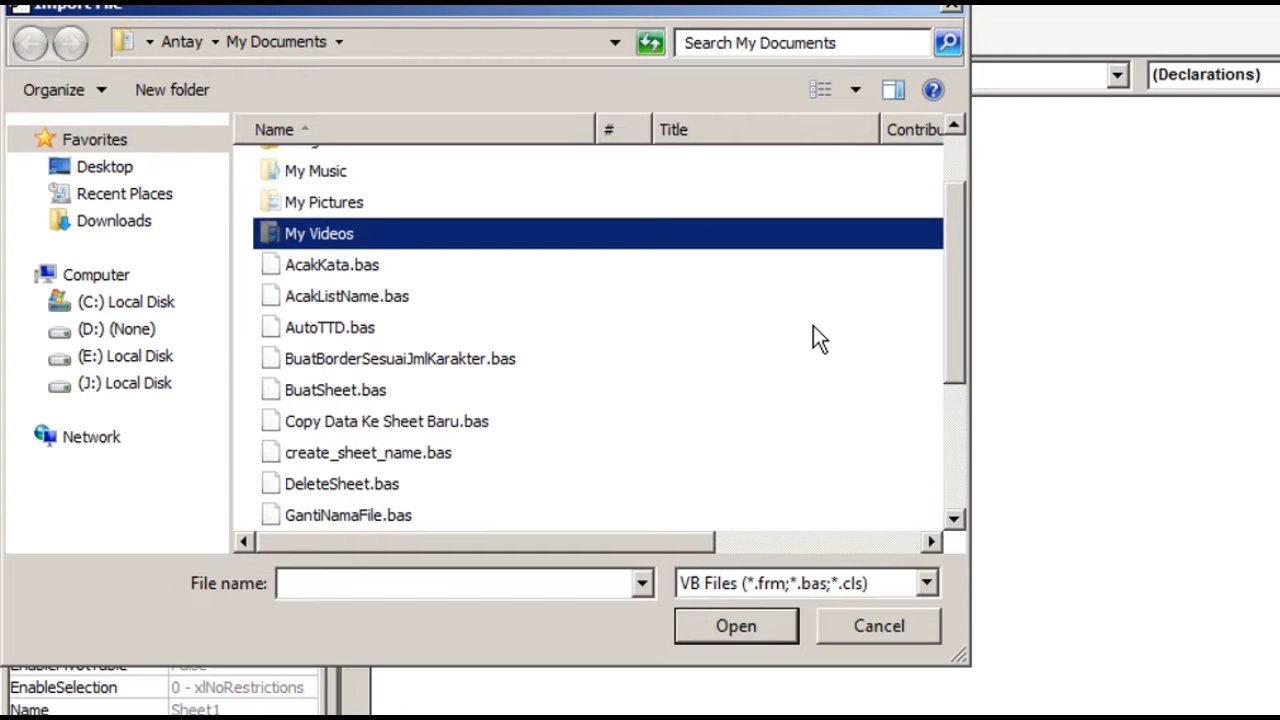 Import File
Antay My Documents
Search My Documents
(Declarations)
Organize New folder
Name # Title Contribu
Favorites
Desktop
Recent Places
Downloads
Computer
(C:) Local Disk
(D:) (None)
(E:) Local Disk
(J:) Local Disk
Network
My Music
My Pictures
My Videos
AcakKata.bas
AcakListName.bas
AutoTTD.bas
BuatBorderSesuaiJmlKarakter.bas
BuatSheet.bas
Copy Data Ke Sheet Baru.bas
create_sheet_name.bas
DeleteSheet.bas
GantiNamaFile.bas
File name:
VB Files (*.frm;*.bas;*.cls)
Open Cancel
EnableSelection 0 - xlNoRestrictions
Name Sheet1